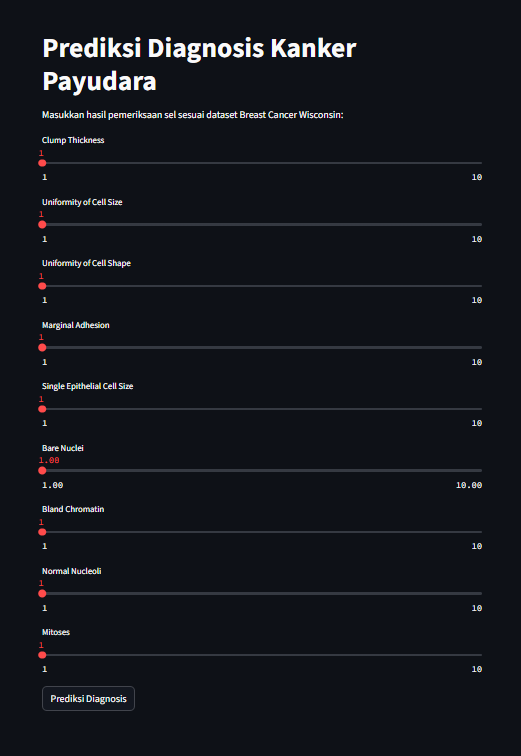 Prediksi Diagnosis Kanker
Payudara
Masukkan hasil pemeriksaan sel sesuai dataset Breast Cancer Wisconsin:
Clump Thickness
1
1 10
Uniformity of Cell Size
1
1 10
Uniformity of Cell Shape
1
1 10
Marginal Adhesion
1
1 10
Single Epithelial Cell Size
1
1 10
Bare Nuclei
1.00
1.00 10.00
Bland Chromatin
1
1 10
Normal Nucleoli
1
1 10
Mitoses
1
1 10
Prediksi Diagnosis